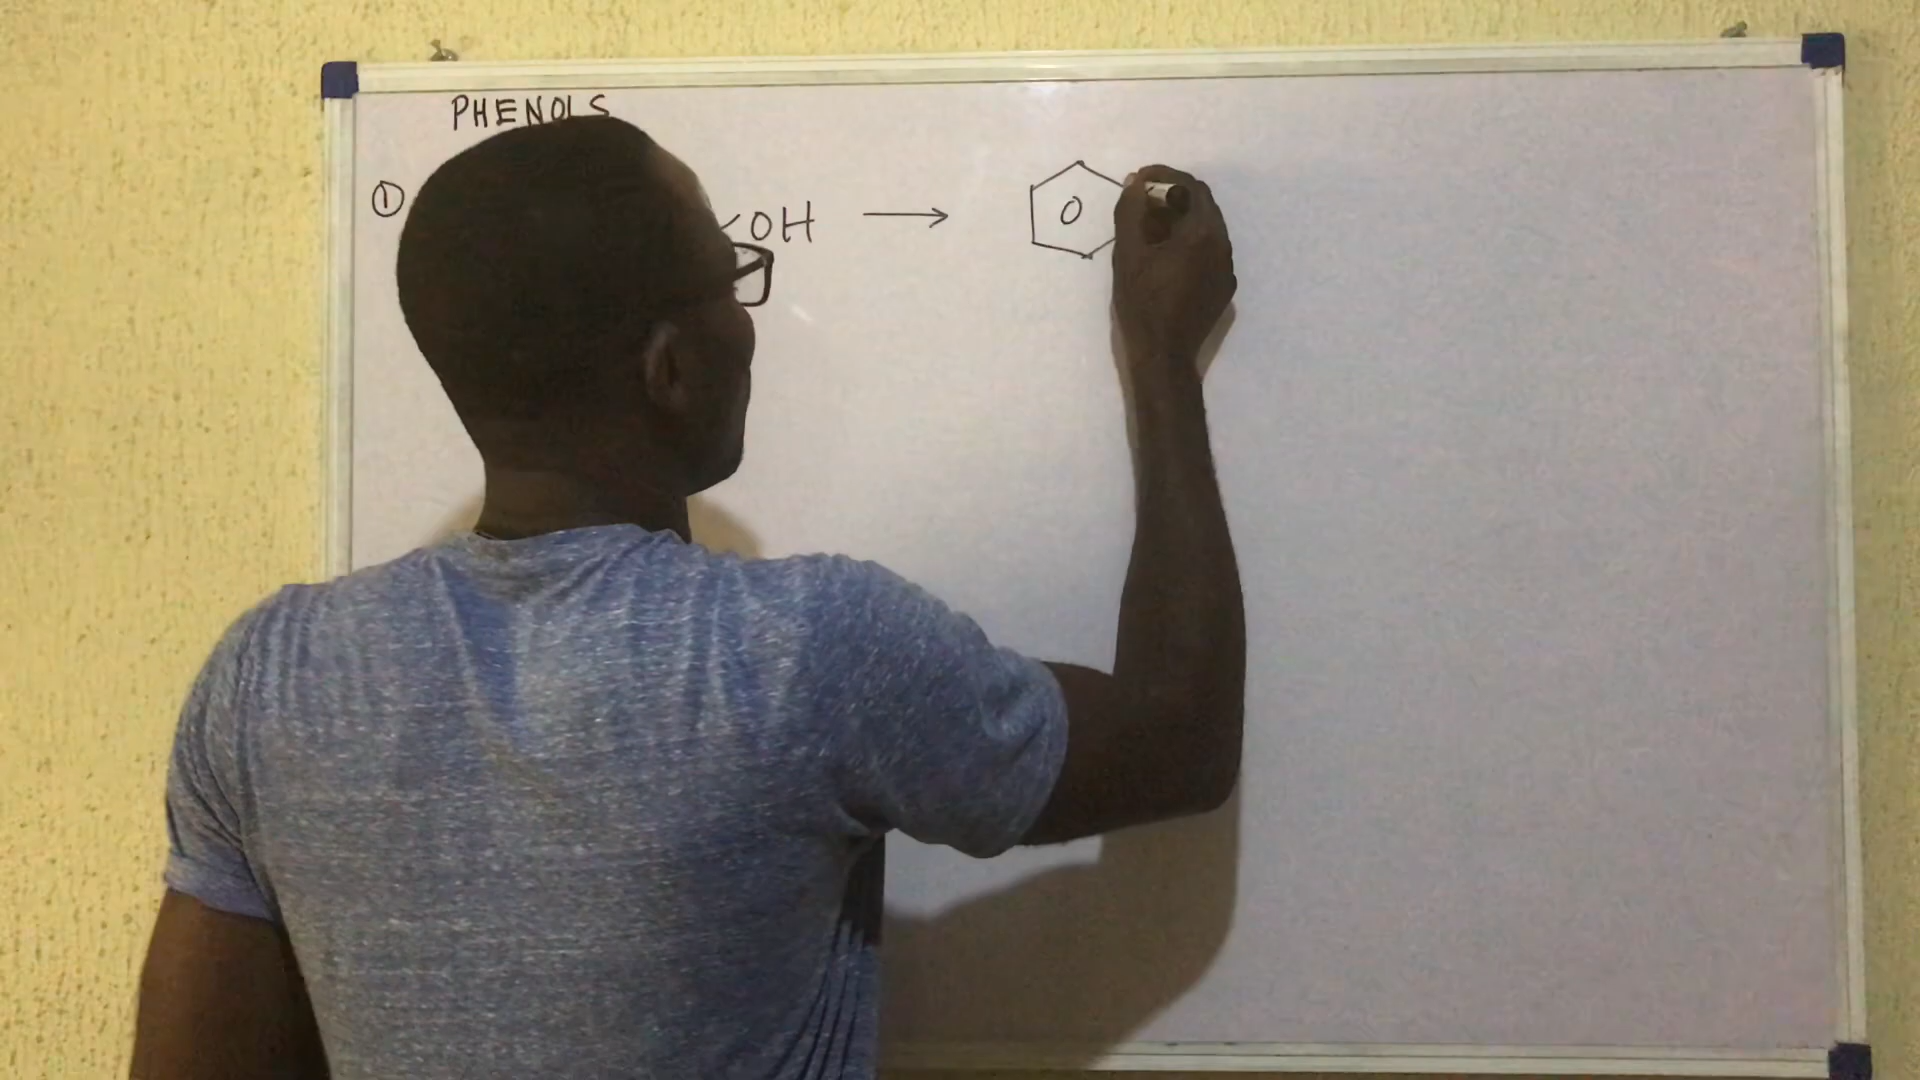 PHENOLS
① OH →